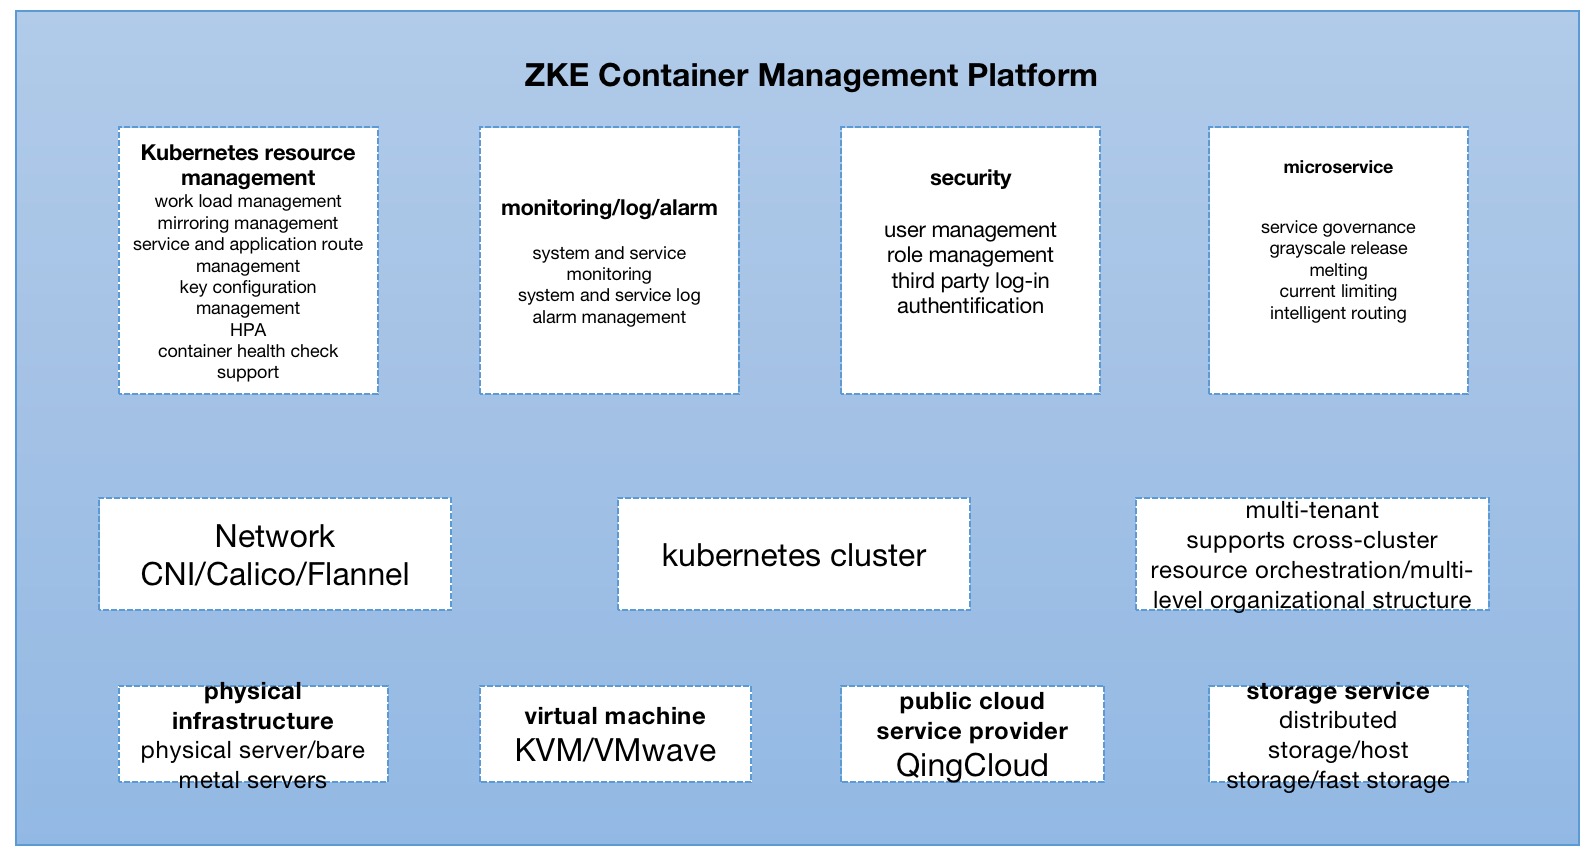 ZKE Container Management Platform
Kubernetes resource
management
work load management
mirroring management
service and application route
management
key configuration
management
HPA
container health check
support
monitoring/log/alarm
system and service
monitoring
system and service log
alarm management
security
user management
role management
third party log-in
authentification
microservice
service governance
grayscale release
melting
current limiting
intelligent routing
Network
CNI/Calico/Flannel
kubernetes cluster
multi-tenant
supports cross-cluster
resource orchestration/multi-
level organizational structure
physical
infrastructure
physical server/bare
metal servers
virtual machine
KVM/VMwave
public cloud
service provider
QingCloud
storage service
distributed
storage/host
storage/fast storage